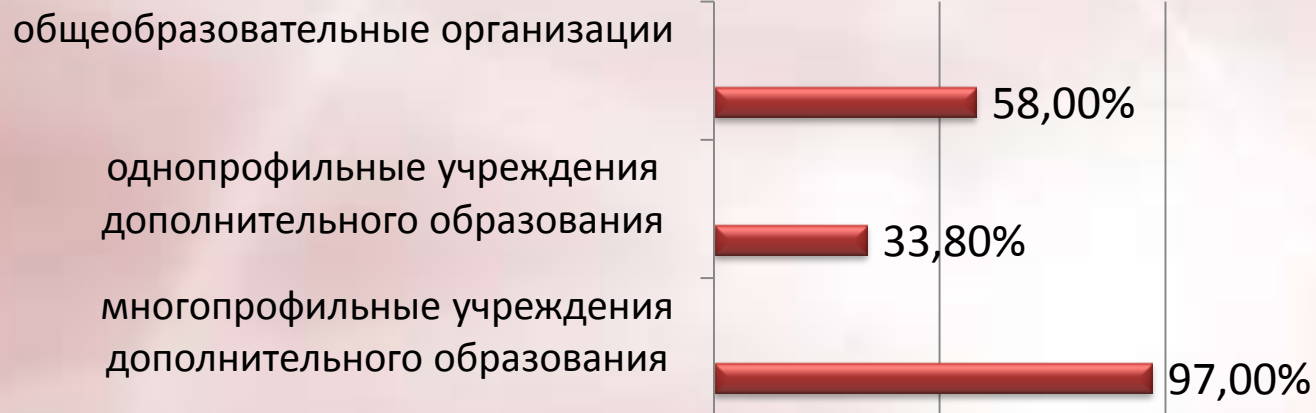 общеобразовательные организации
58,00%
однопрофильные учреждения
дополнительного образования
33,80%
многопрофильные учреждения
дополнительного образования
97,00%